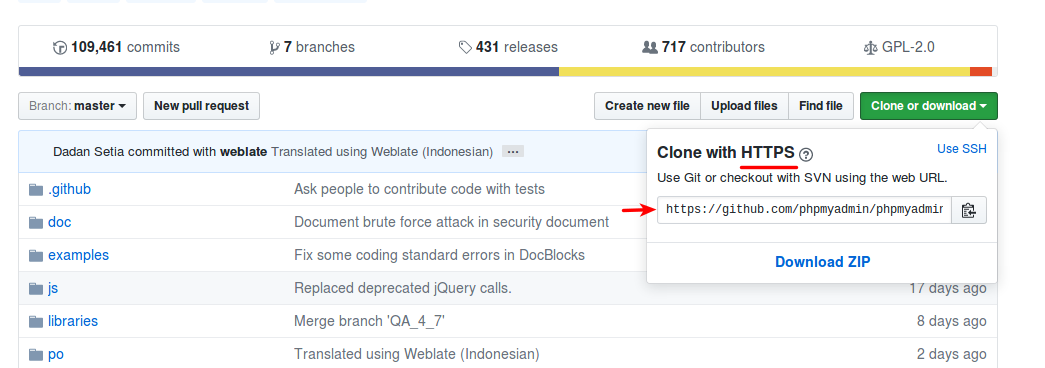 109,461 commits 7 branches 431 releases 717 contributors GPL-2.0
Branch: master New pull request Create new file Upload files Find file Clone or download
Dadan Setia committed with weblate Translated using Weblate (Indonesian) ...
Clone with HTTPS ? Use SSH
Use Git or checkout with SVN using the web URL.
https://github.com/phpmyadmin/phpmyadmin
Download ZIP
.github Ask people to contribute code with tests
doc Document brute force attack in security document
examples Fix some coding standard errors in DocBlocks
js Replaced deprecated jQuery calls. 17 days ago
libraries Merge branch 'QA_4_7' 8 days ago
po Translated using Weblate (Indonesian) 2 days ago